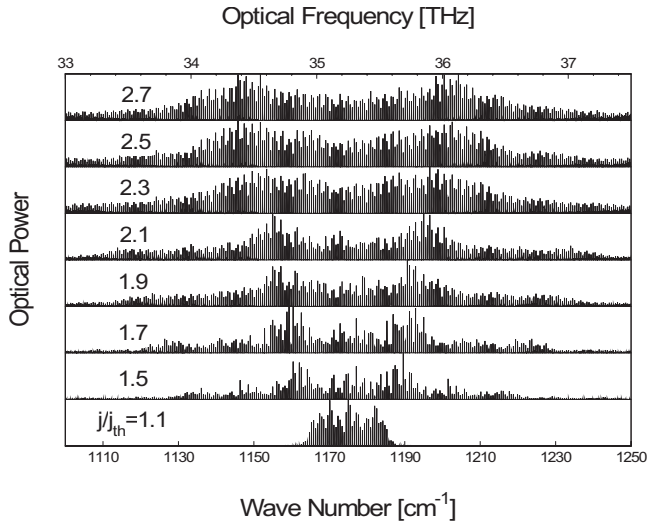 Optical Frequency [THz]
33 34 35 36 37
2.7
2.5
2.3
2.1
1.9
1.7
1.5
j/jth=1.1
Optical Power
1110 1130 1150 1170 1190 1210 1230 1250
Wave Number [cm-1]